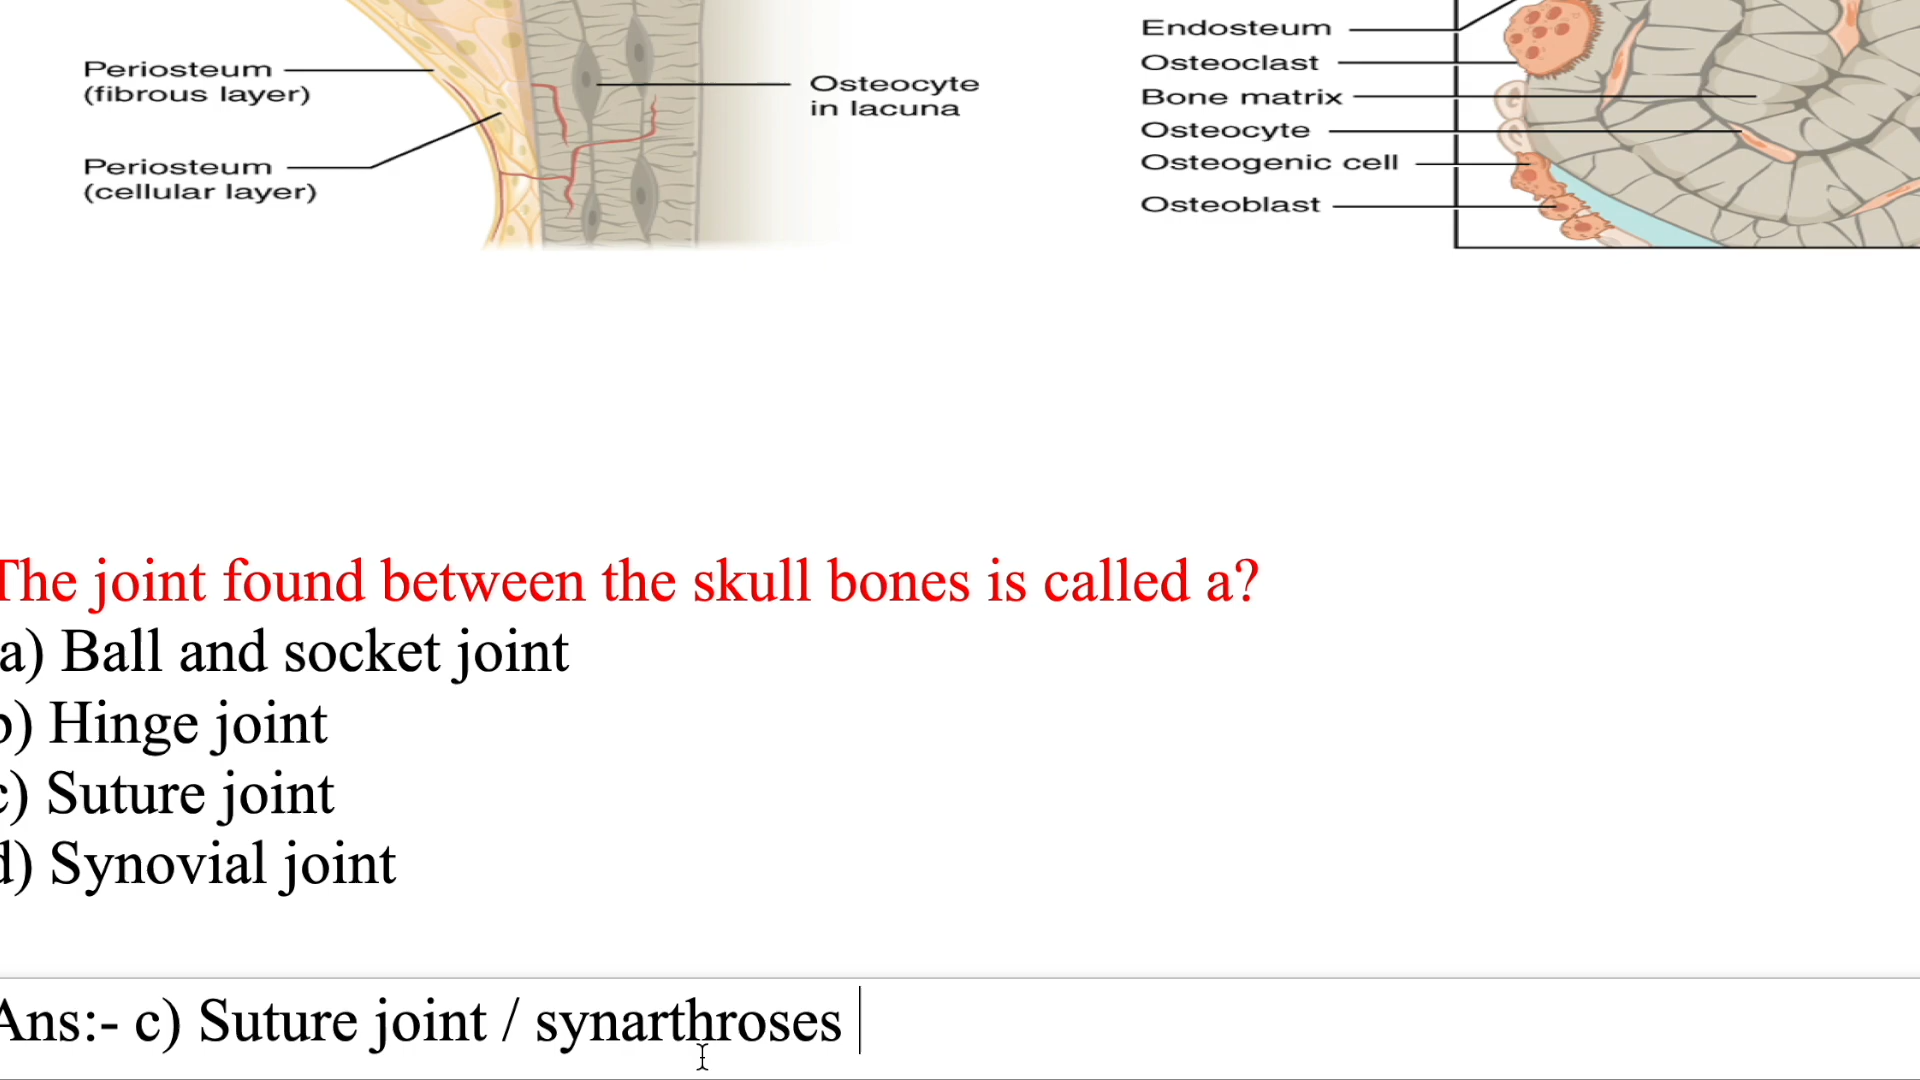 Periosteum
(fibrous layer)
Periosteum
(cellular layer)
Osteocyte
in lacuna
Endosteum
Osteoclast
Bone matrix
Osteocyte
Osteogenic cell
Osteoblast
The joint found between the skull bones is called a?
a) Ball and socket joint
b) Hinge joint
c) Suture joint
d) Synovial joint
Ans:- c) Suture joint / synarthroses